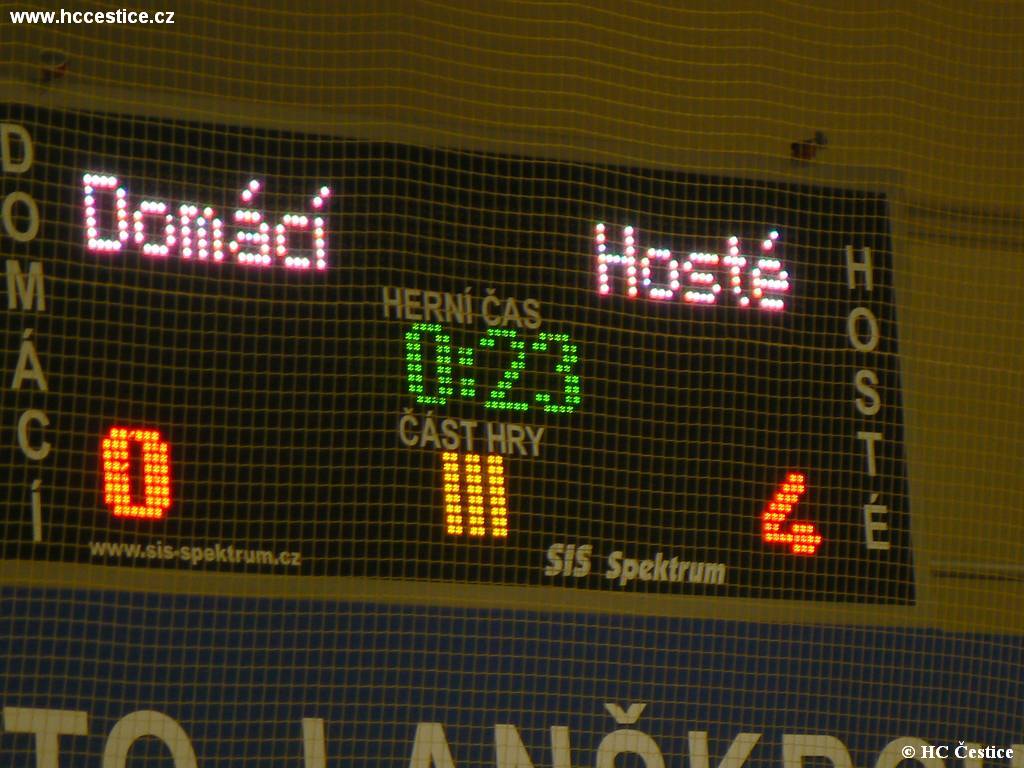 www.hccestice.cz
DOMÁCÍ
Domácí
Hosté
HOSTÉ
HERNÍ ČAS
0:23
ČÁST HRY
0
III
www.sis-spektrum.cz
SIS Spektrum
© HC Čestice